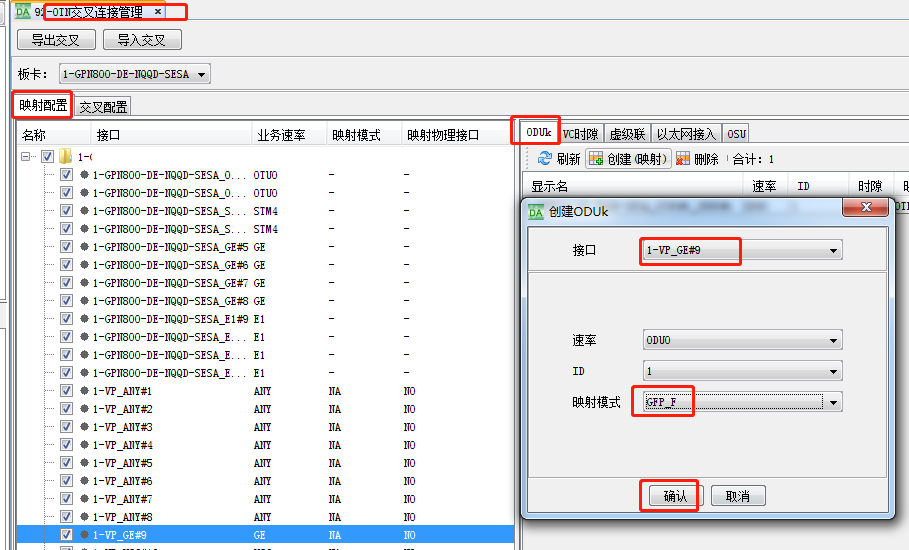 DA 92-OTN交叉连接管理 ×
导出交叉 导入交叉
板卡： 1-GPN800-DE-NQQD-SESA
映射配置 交叉配置
名称 接口 业务速率 映射模式 映射物理接口
1-
1-GPN800-DE-NQQD-SESA_O... OTU0 - -
1-GPN800-DE-NQQD-SESA_O... OTU0 - -
1-GPN800-DE-NQQD-SESA_S... STM4 - -
1-GPN800-DE-NQQD-SESA_S... STM4 - -
1-GPN800-DE-NQQD-SESA_GE#5 GE - -
1-GPN800-DE-NQQD-SESA_GE#6 GE - -
1-GPN800-DE-NQQD-SESA_GE#7 GE - -
1-GPN800-DE-NQQD-SESA_GE#8 GE - -
1-GPN800-DE-NQQD-SESA_E1#9 E1 - -
1-GPN800-DE-NQQD-SESA_E... E1 - -
1-GPN800-DE-NQQD-SESA_E... E1 - -
1-GPN800-DE-NQQD-SESA_E... E1 - -
1-VP_ANY#1 ANY NA NO
1-VP_ANY#2 ANY NA NO
1-VP_ANY#3 ANY NA NO
1-VP_ANY#4 ANY NA NO
1-VP_ANY#5 ANY NA NO
1-VP_ANY#6 ANY NA NO
1-VP_ANY#7 ANY NA NO
1-VP_ANY#8 ANY NA NO
1-VP_GE#9 GE NA NO
ODUk VC时隙 虚级联 以太网接入 OSU
刷新 创建(映射) 删除 合计：1
显示名 速率 ID 时隙
DA 创建ODUk
接口 1-VP_GE#9
速率 ODU0
ID 1
映射模式 GFP_F
确认 取消